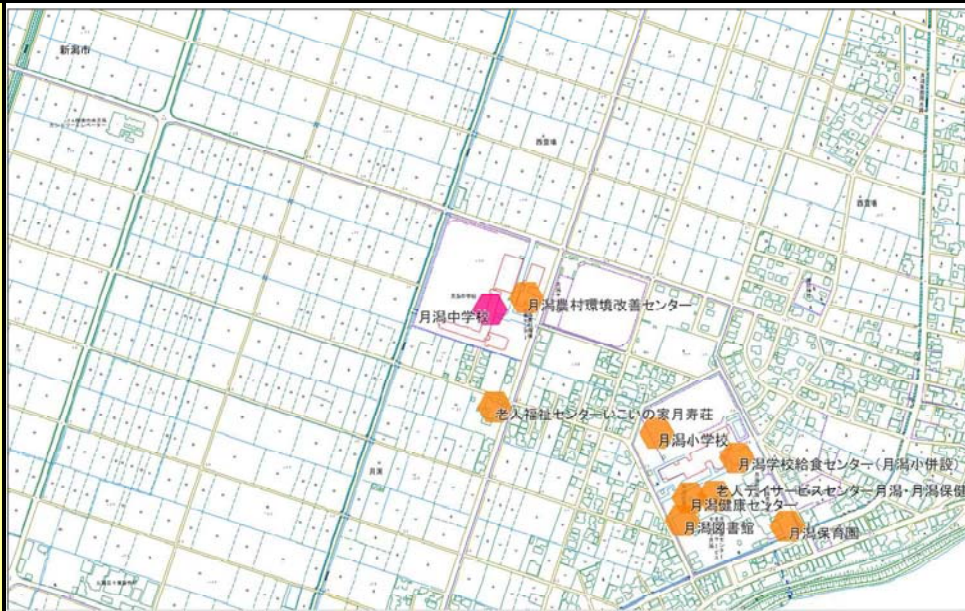 新潟市
西萱場
西萱場
月潟農村環境改善センター
月潟中学校
老人福祉センターいこいの家月寿荘
月潟小学校
月潟学校給食センター(月潟小併設)
月潟
老人デイサービスセンター月潟・月潟保健
月潟健康センター
月潟図書館
月潟保育園